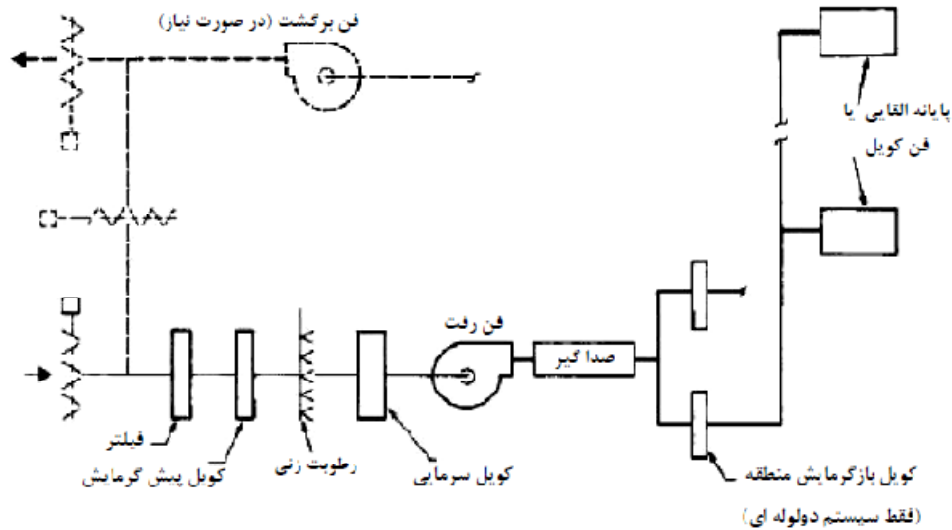 فن برگشت (در صورت نیاز)
پایانه القایی یا
فن کویل
فن رفت
صدا گیر
فیلتر
کویل پیش گرمایش
رطوبت زنی
کویل سرمایی
کویل بازگرمایش منطقه
(فقط سیستم دولوله ای)